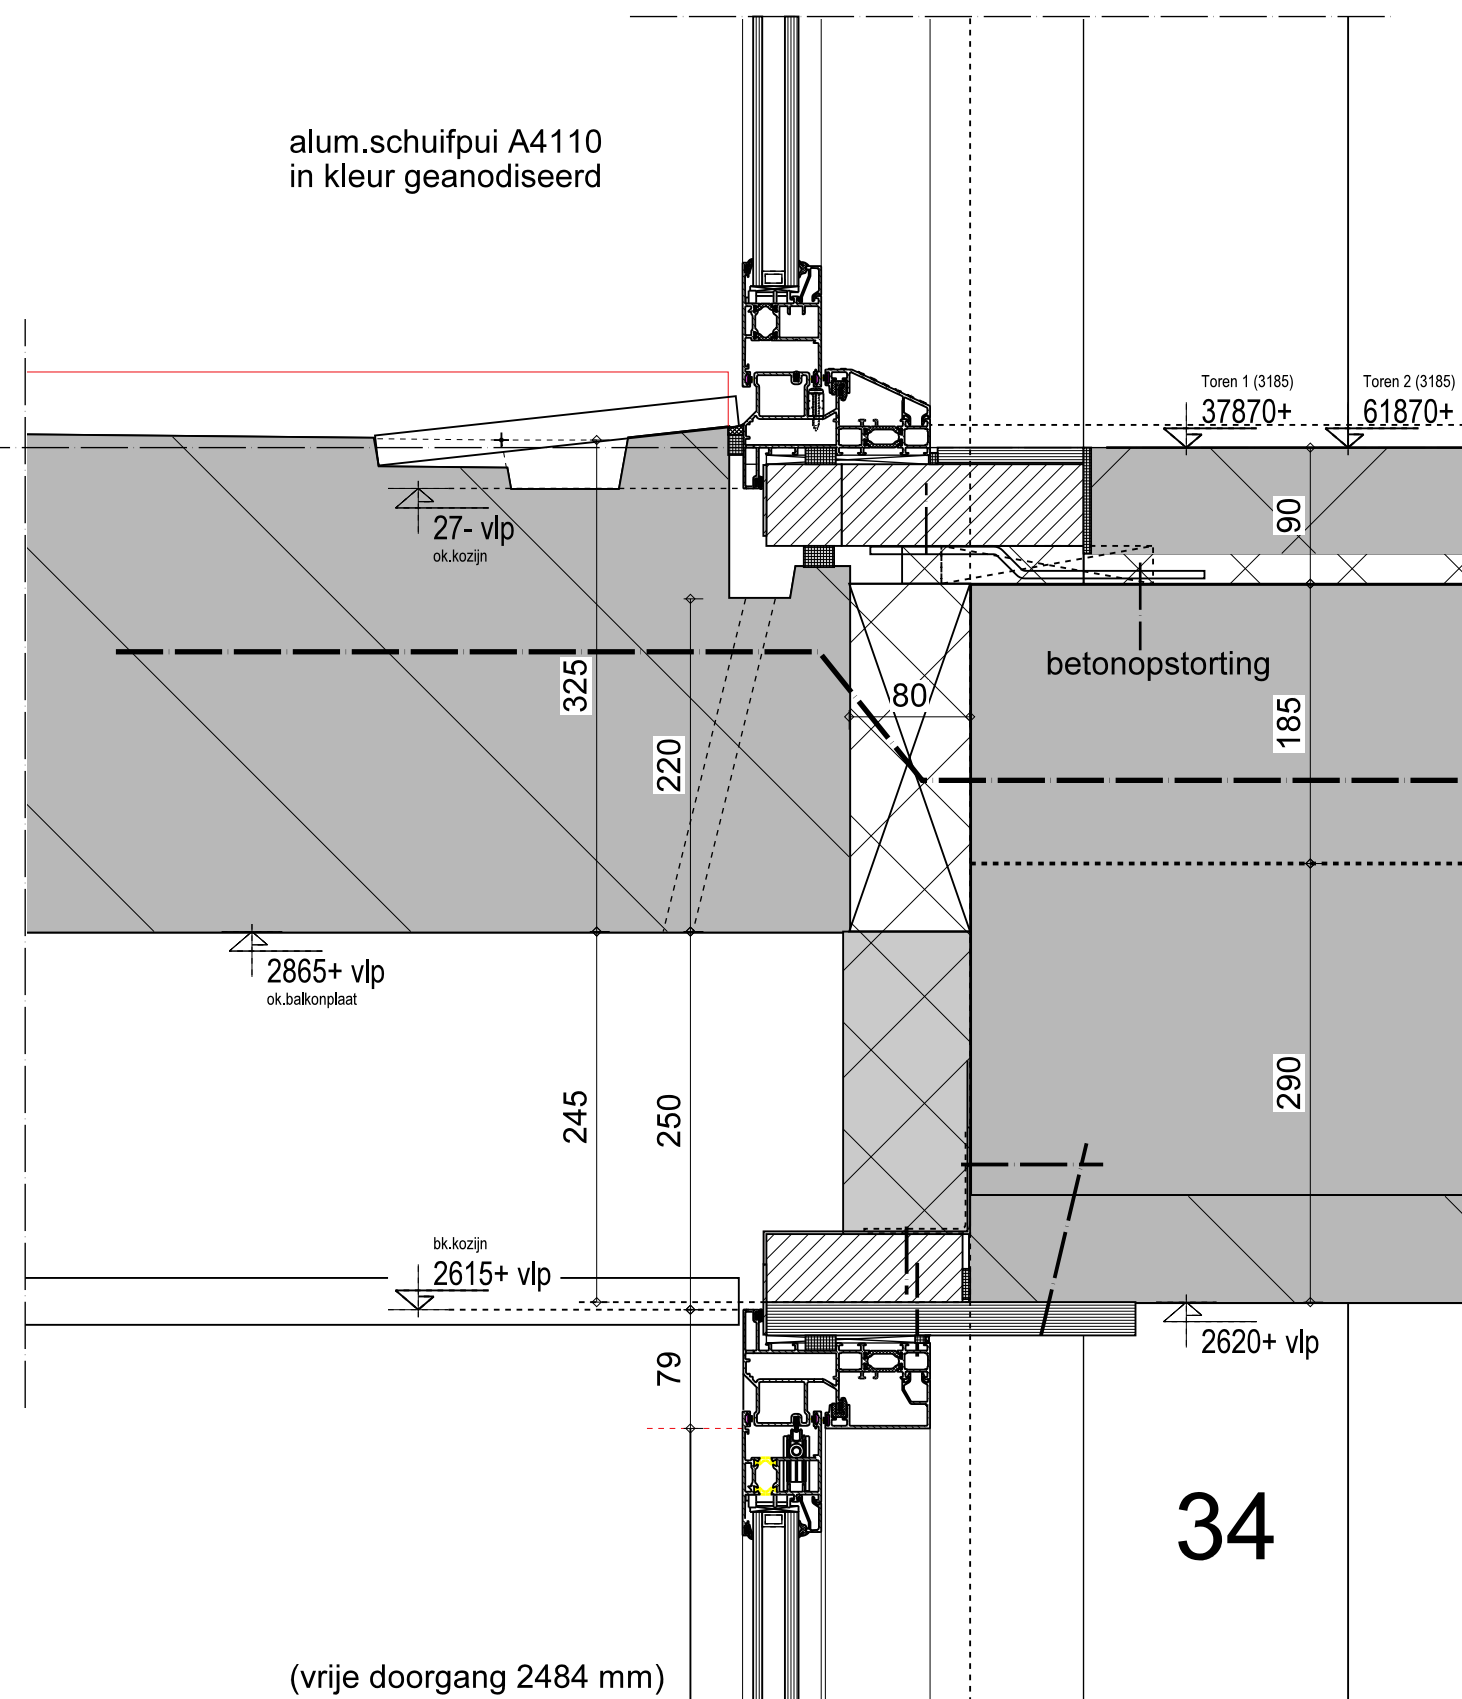 alum.schuifpui A4110
in kleur geanodiseerd
Toren 1 (3185)
37870+
Toren 2 (3185)
61870+
27- vlp
ok.kozijn
90
betonopstorting
325
80
185
220
2865+ vlp
ok.balkonplaat
290
245
250
bk.kozijn
2615+ vlp
2620+ vlp
79
34
(vrije doorgang 2484 mm)